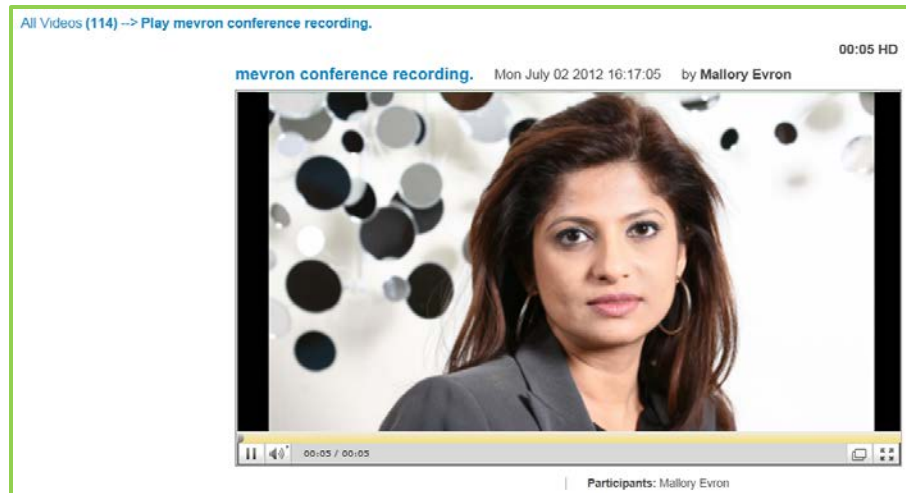 All Videos (114) --> Play mevron conference recording.
00:05 HD
mevron conference recording. Mon July 02 2012 16:17:05 by Mallory Evron
00:05 / 00:05
Participants: Mallory Evron